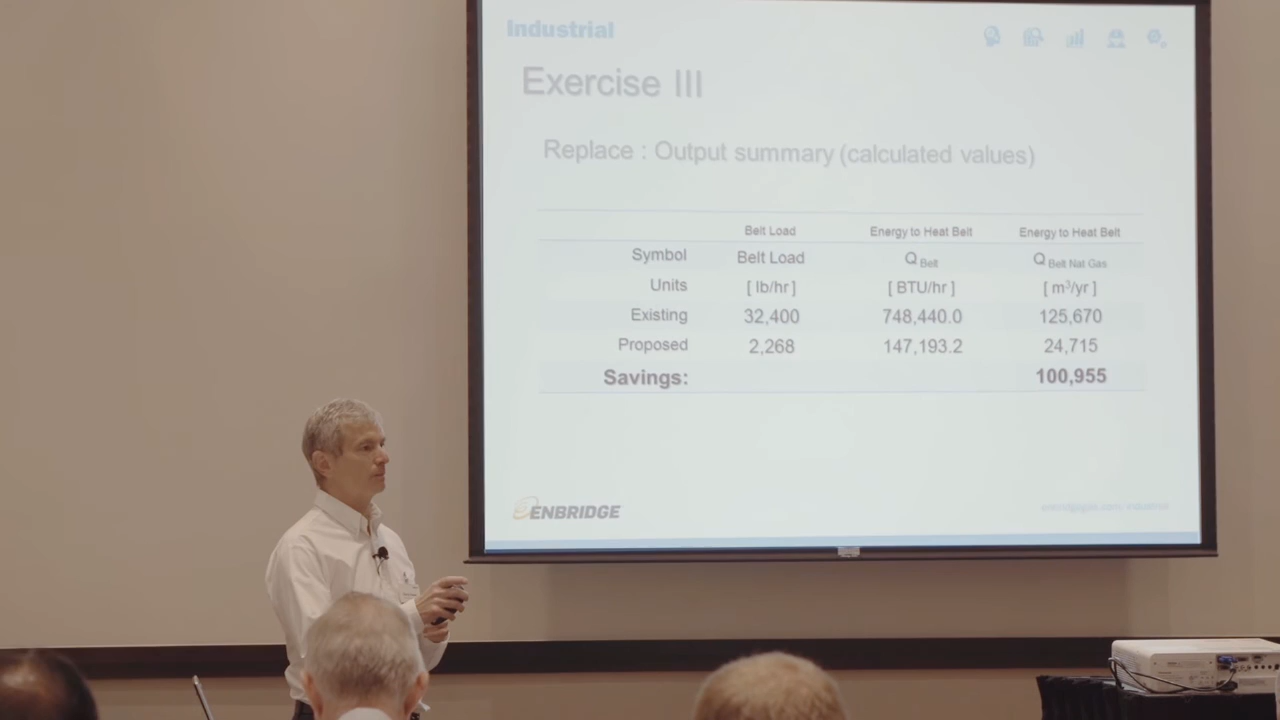 Industrial
Exercise III
Replace : Output summary (calculated values)
Belt Load Energy to Heat Belt Energy to Heat Belt
Symbol Belt Load Q Belt Q Belt Nat Gas
Units [ lb/hr ] [ BTU/hr ] [ m³/yr ]
Existing 32,400 748,440.0 125,670
Proposed 2,268 147,193.2 24,715
Savings: 100,955
ENBRIDGE